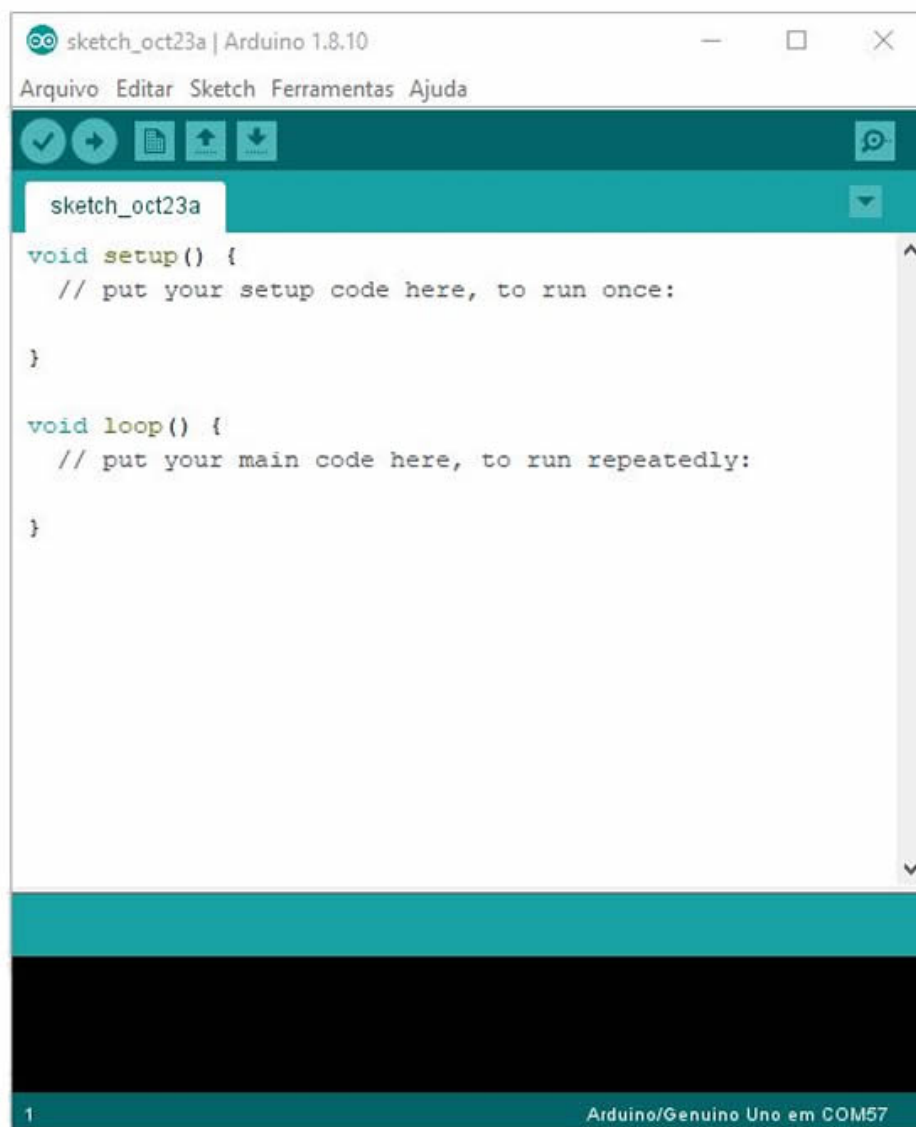 sketch_oct23a | Arduino 1.8.10
Arquivo Editar Sketch Ferramentas Ajuda
sketch_oct23a
void setup() {
  // put your setup code here, to run once:
}
void loop() {
  // put your main code here, to run repeatedly:
}
1 Arduino/Genuino Uno em COM57